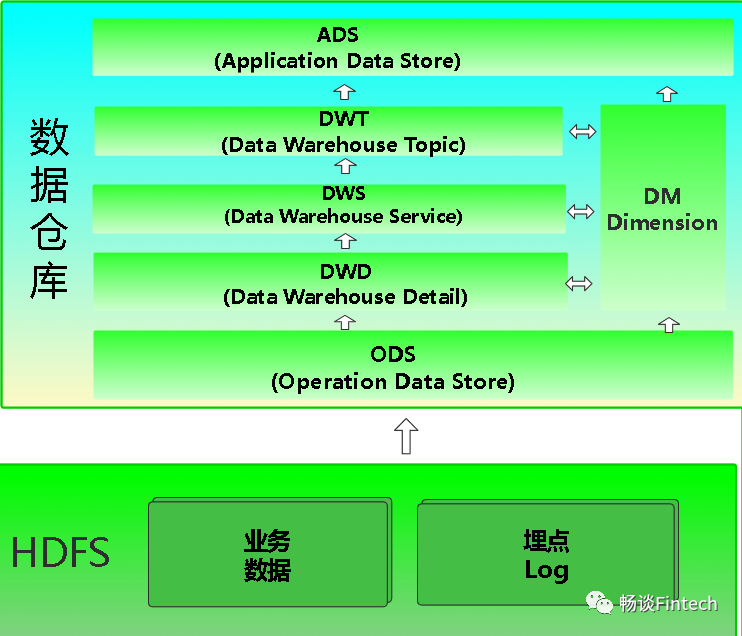 ADS
(Application Data Store)
数
据
仓
库
DWT
(Data Warehouse Topic)
DWS
(Data Warehouse Service)
DWD
(Data Warehouse Detail)
DM
Dimension
ODS
(Operation Data Store)
HDFS
业务
数据
埋点
Log
畅谈Fintech